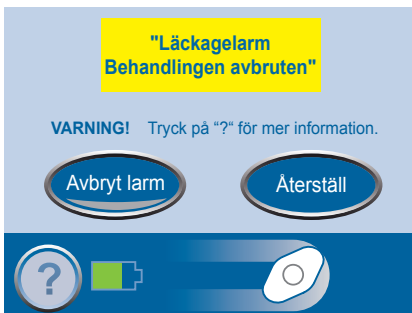 "Läckagelarm
Behandlingen avbruten"
VARNING! Tryck på “?“ för mer information.
Avbryt larm
Återställ
?